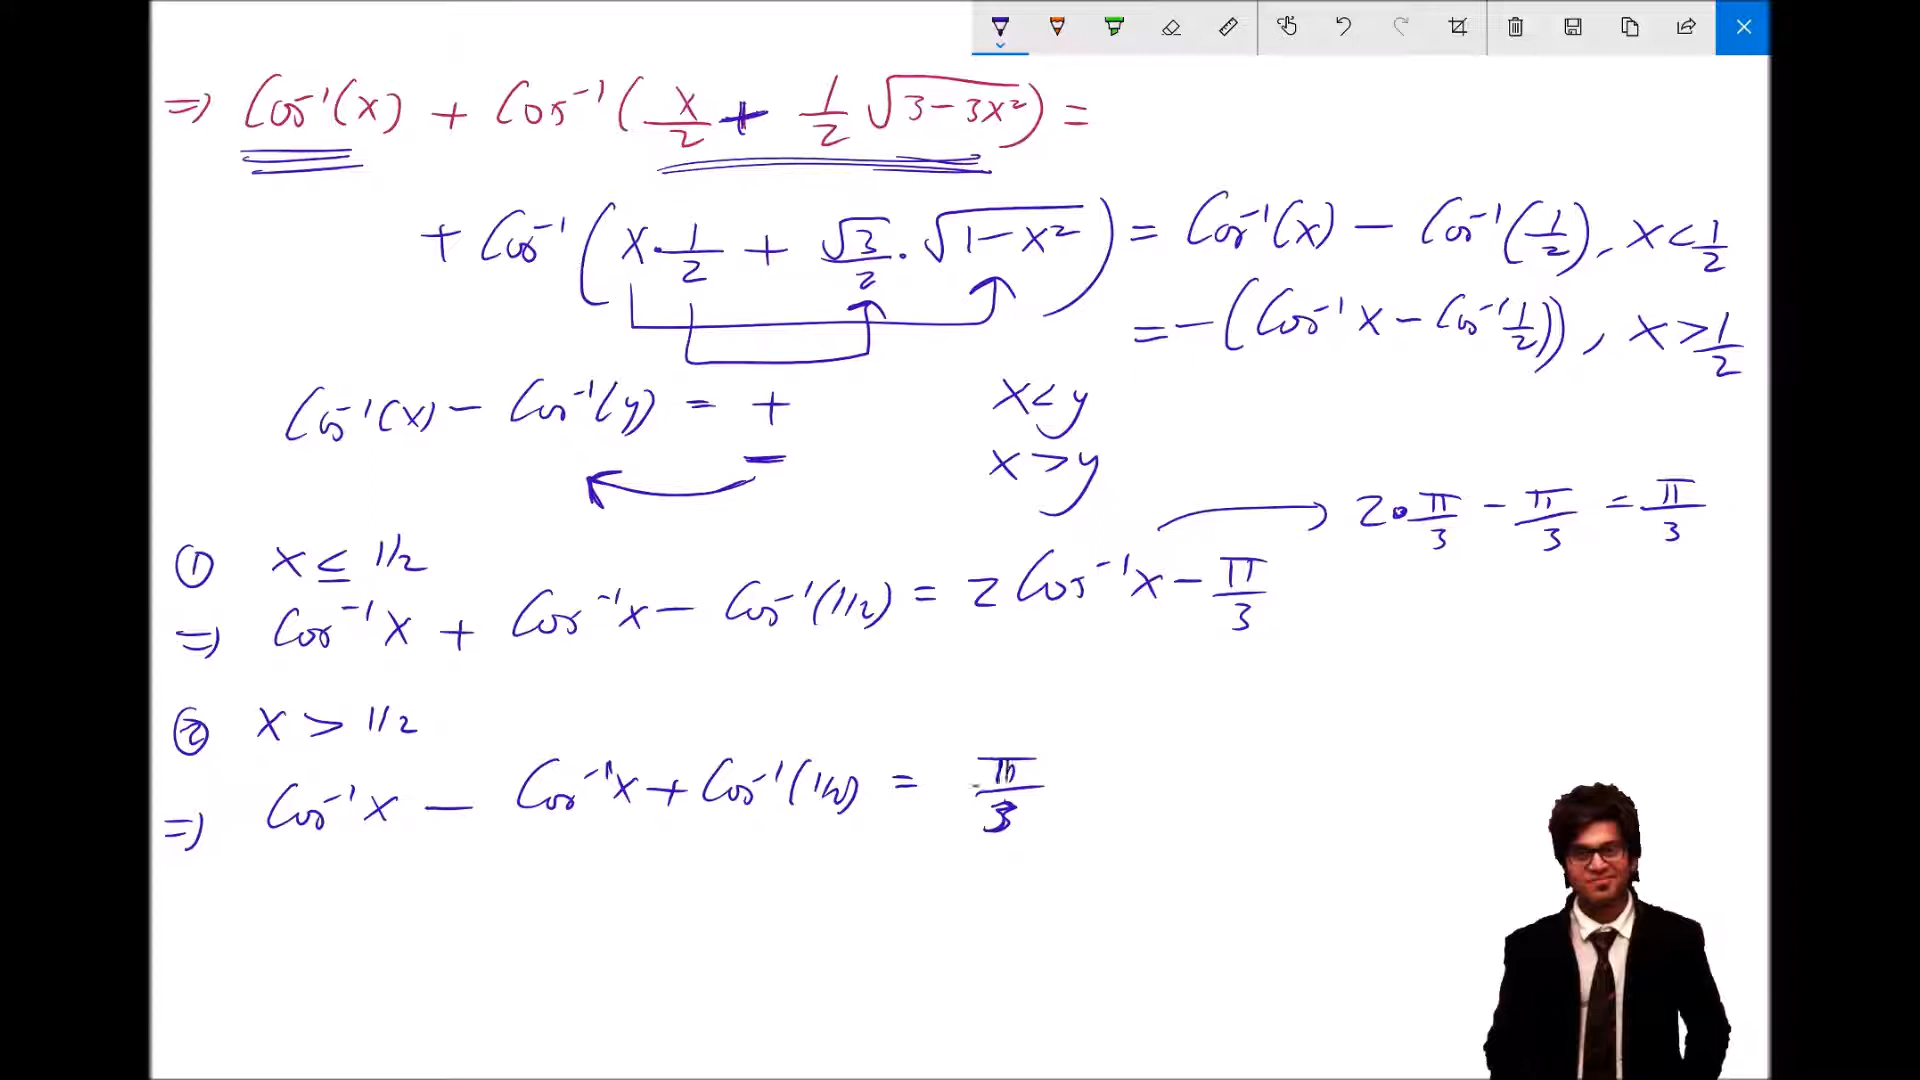 ⇒ Cos⁻¹(x) + Cos⁻¹(x/2 + 1/2 √(3-3x²)) =
+ Cos⁻¹(x·1/2 + √3/2 · √(1-x²)) = Cos⁻¹(x) - Cos⁻¹(1/2), x<1/2
= -(Cos⁻¹x - Cos⁻¹1/2)), x>1/2
Cos⁻¹(x) - Cos⁻¹(y) = + x<y
- x>y
2·π/3 - π/3 = π/3
① x ≤ 1/2
⇒ Cos⁻¹x + Cos⁻¹x - Cos⁻¹(1/2) = 2 Cos⁻¹x - π/3
② x > 1/2
⇒ Cos⁻¹x - Cos⁻¹x + Cos⁻¹(1/2) = π/3